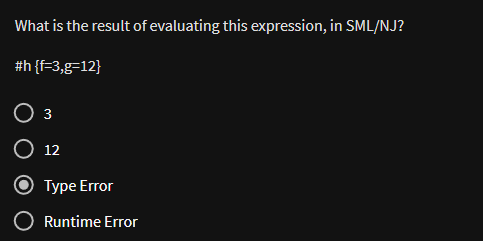 What is the result of evaluating this expression, in SML/NJ?
#h {f=3,g=12}
3
12
Type Error
Runtime Error